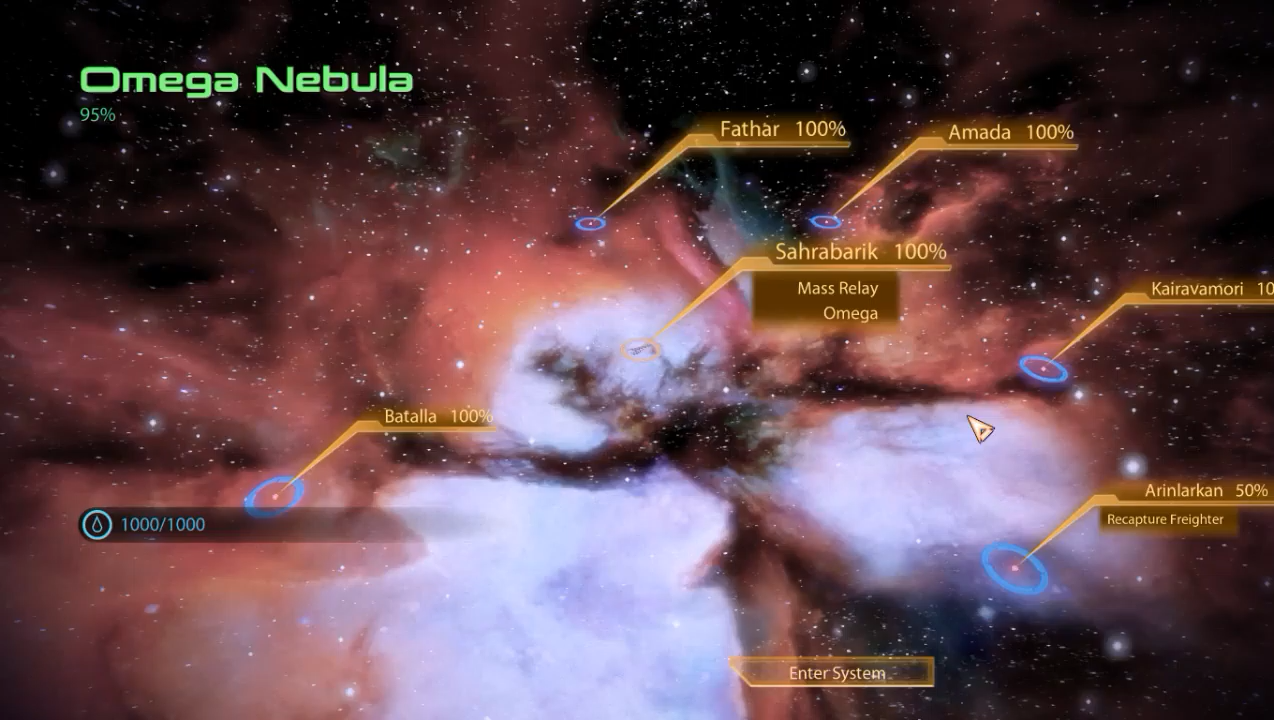 Omega Nebula
95%
Fathar 100%
Amada 100%
Sahrabarik 100%
Mass Relay
Omega
Kairavamori 10
Batalla 100%
Arinlarkan 50%
Recapture Freighter
1000/1000
Enter System